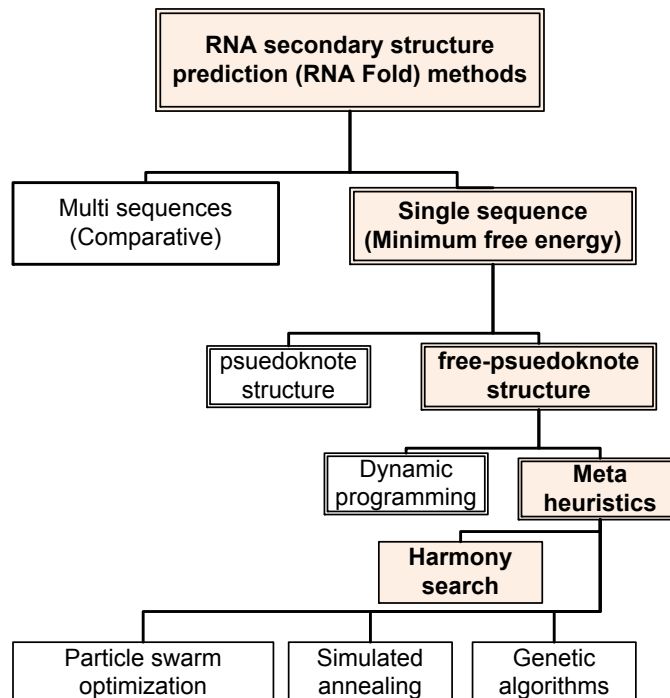 RNA secondary structure
prediction (RNA Fold) methods
Multi sequences
(Comparative)
Single sequence
(Minimum free energy)
psuedoknote
structure
free-psuedoknote
structure
Dynamic
programming
Meta
heuristics
Harmony
search
Particle swarm
optimization
Simulated
annealing
Genetic
algorithms